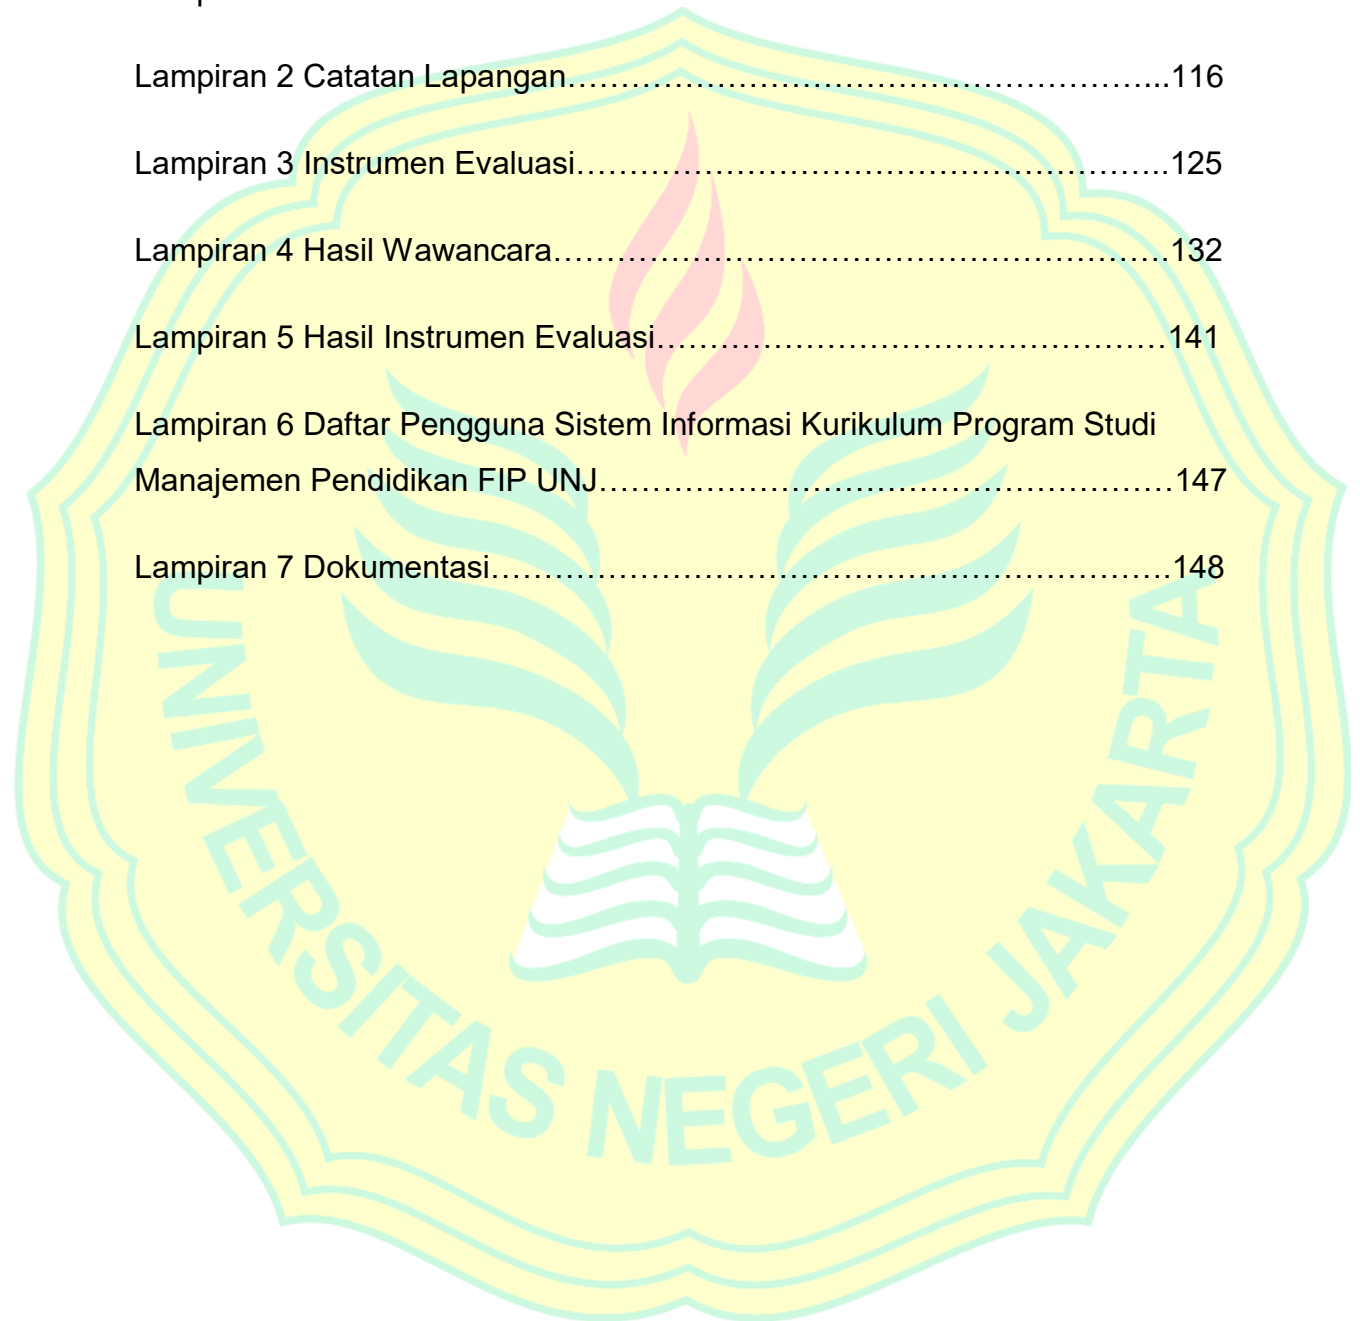 Lampiran 2 Catatan Lapangan…………………………………………………...116
Lampiran 3 Instrumen Evaluasi…………………………………………………..125
Lampiran 4 Hasil Wawancara…………………………………………………….132
Lampiran 5 Hasil Instrumen Evaluasi……………………………………………141
Lampiran 6 Daftar Pengguna Sistem Informasi Kurikulum Program Studi
Manajemen Pendidikan FIP UNJ…………………………………………………147
Lampiran 7 Dokumentasi………………………………………………………….148
UNIVERSITAS NEGERI JAKARTA